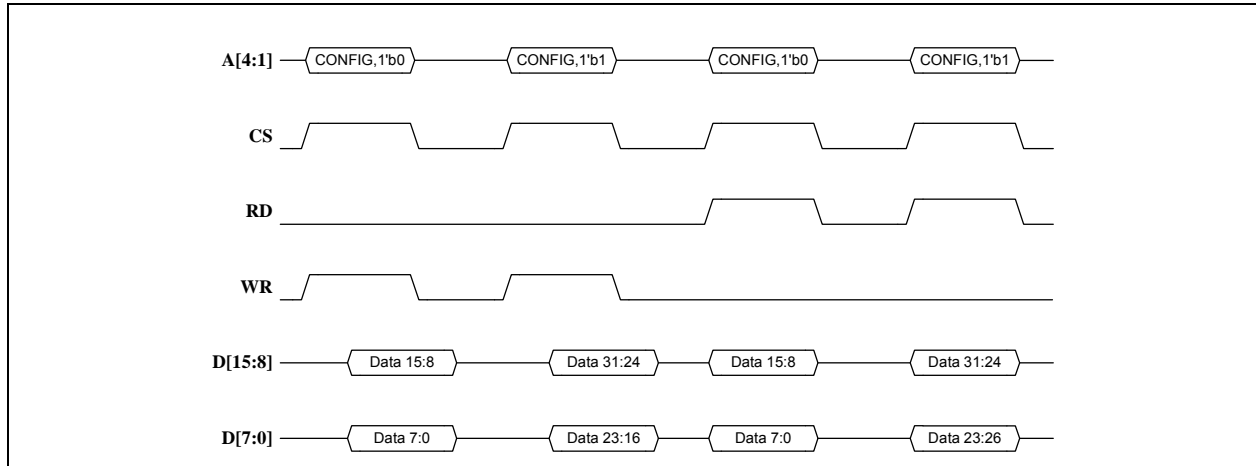 A[4:1] CONFIG,1'b0 CONFIG,1'b1 CONFIG,1'b0 CONFIG,1'b1
CS
RD
WR
D[15:8] Data 15:8 Data 31:24 Data 15:8 Data 31:24
D[7:0] Data 7:0 Data 23:16 Data 7:0 Data 23:26